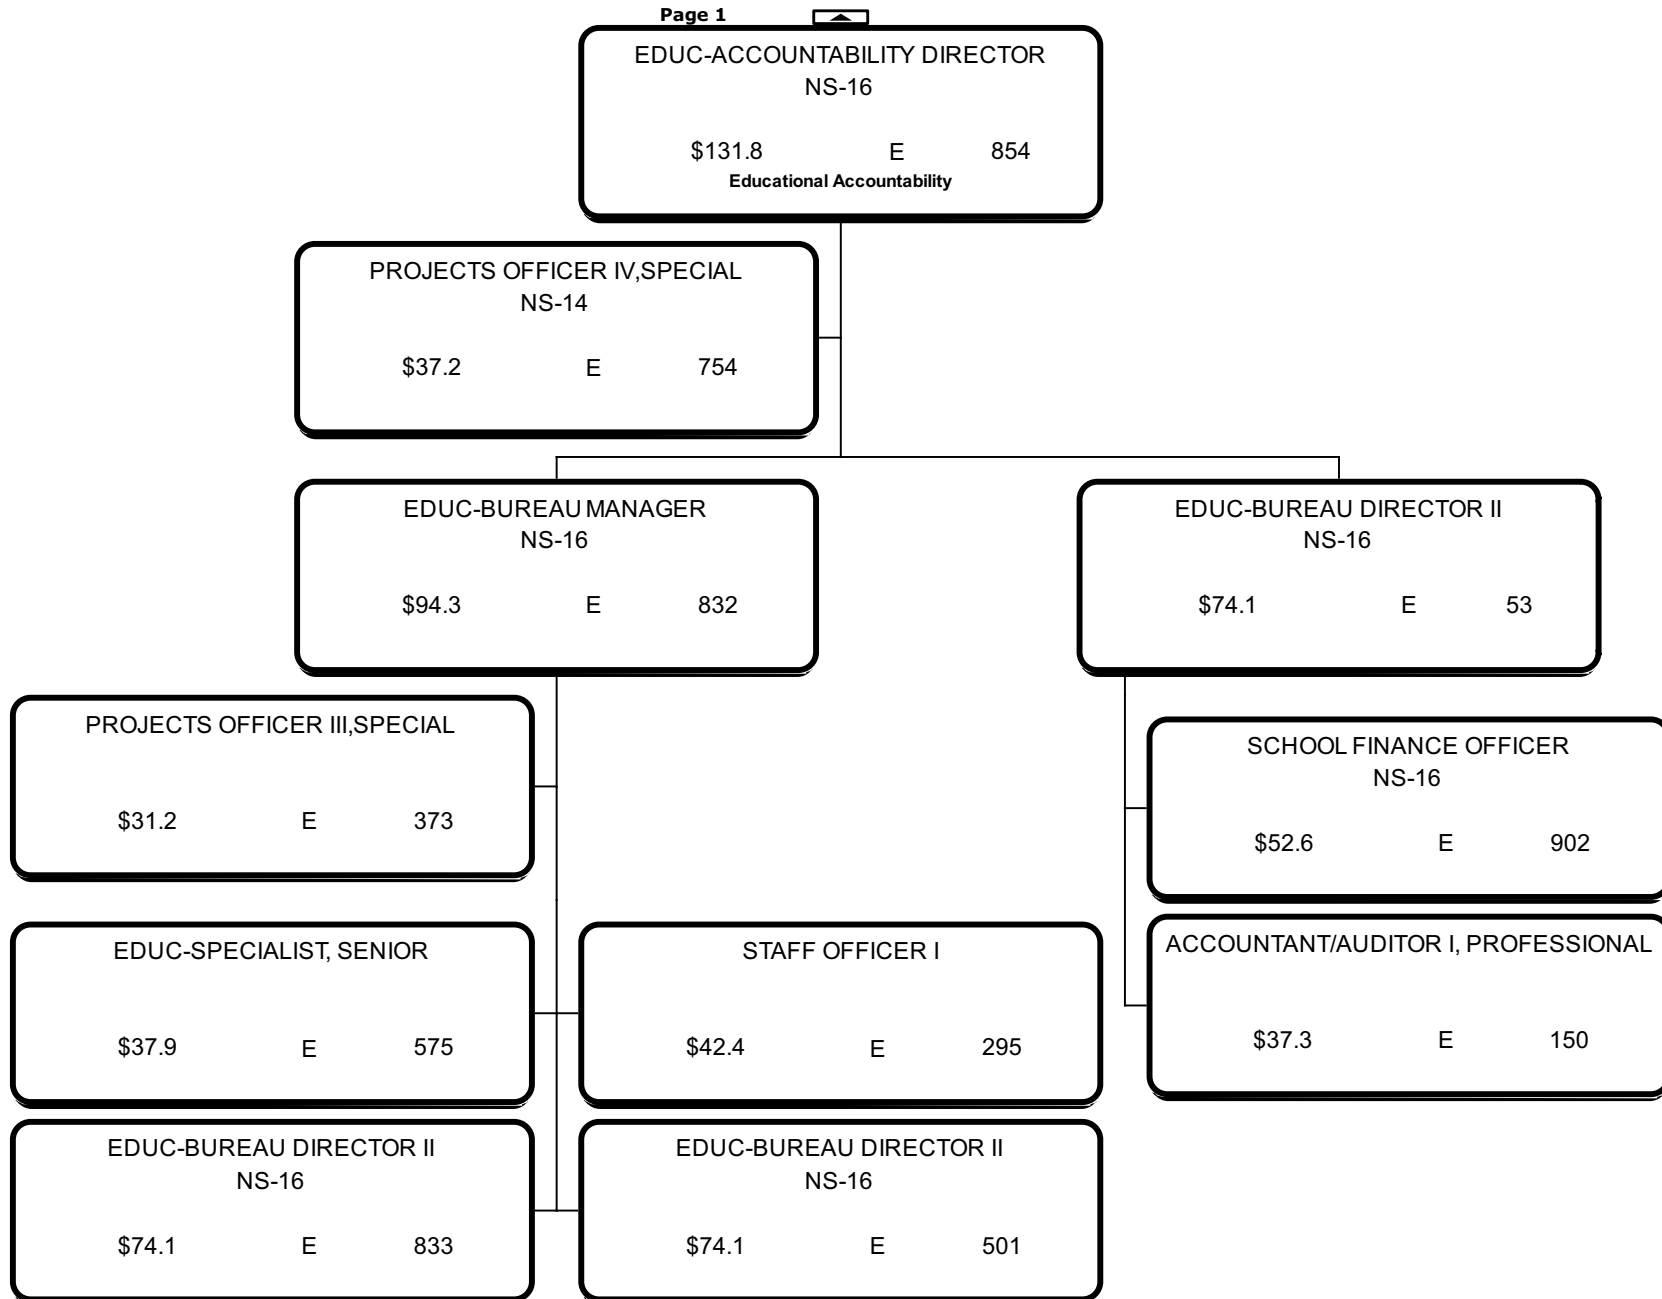 Page 1
EDUC-ACCOUNTABILITY DIRECTOR
NS-16
$131.8 E 854
Educational Accountability
PROJECTS OFFICER IV,SPECIAL
NS-14
$37.2 E 754
EDUC-BUREAU MANAGER
NS-16
$94.3 E 832
EDUC-BUREAU DIRECTOR II
NS-16
$74.1 E 53
PROJECTS OFFICER III,SPECIAL
$31.2 E 373
SCHOOL FINANCE OFFICER
NS-16
$52.6 E 902
EDUC-SPECIALIST, SENIOR
$37.9 E 575
STAFF OFFICER I
$42.4 E 295
ACCOUNTANT/AUDITOR I, PROFESSIONAL
$37.3 E 150
EDUC-BUREAU DIRECTOR II
NS-16
$74.1 E 833
EDUC-BUREAU DIRECTOR II
NS-16
$74.1 E 501